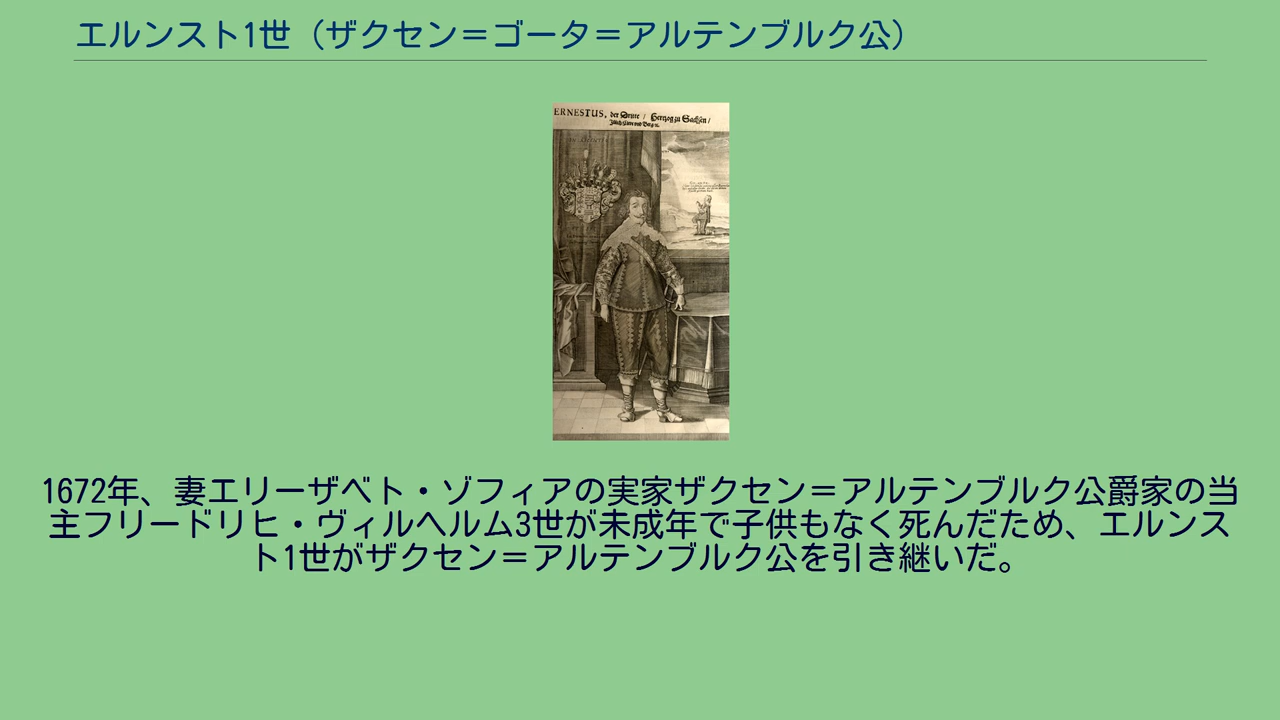 エルンスト1世（ザクセン＝ゴータ＝アルテンブルク公）
ERNESTUS, der Dritte / Hertzog zu Sachsen /
1672年、妻エリーザベト・ゾフィアの実家ザクセン＝アルテンブルク公爵家の当
主フリードリヒ・ヴィルヘルム3世が未成年で子供もなく死んだため、エルンス
ト1世がザクセン＝アルテンブルク公を引き継いだ。